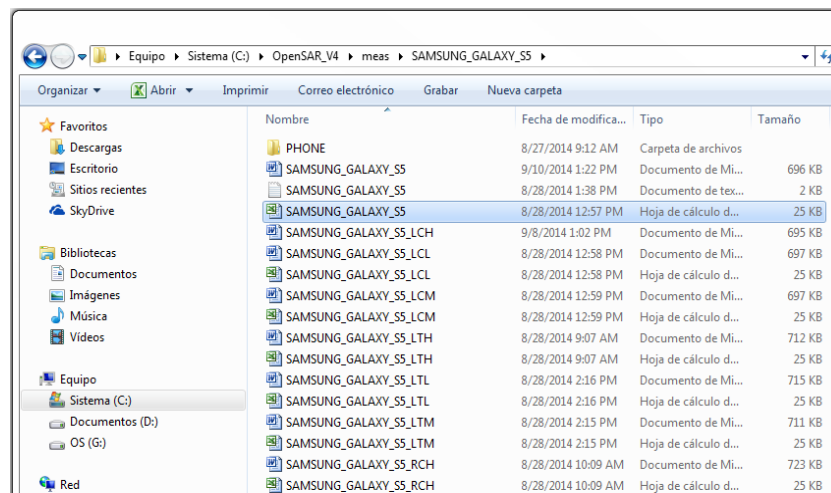 Equipo ▸ Sistema (C:) ▸ OpenSAR_V4 ▸ meas ▸ SAMSUNG_GALAXY_S5 ▸
Organizar Abrir Imprimir Correo electrónico Grabar Nueva carpeta
Favoritos
Descargas
Escritorio
Sitios recientes
SkyDrive
Bibliotecas
Documentos
Imágenes
Música
Vídeos
Equipo
Sistema (C:)
Documentos (D:)
OS (G:)
Red
Nombre Fecha de modifica... Tipo Tamaño
PHONE 8/27/2014 9:12 AM Carpeta de archivos
SAMSUNG_GALAXY_S5 9/10/2014 1:22 PM Documento de Mi... 696 KB
SAMSUNG_GALAXY_S5 8/28/2014 1:38 PM Documento de tex... 2 KB
SAMSUNG_GALAXY_S5 8/28/2014 12:57 PM Hoja de cálculo d... 25 KB
SAMSUNG_GALAXY_S5_LCH 9/8/2014 1:02 PM Documento de Mi... 695 KB
SAMSUNG_GALAXY_S5_LCL 8/28/2014 12:58 PM Documento de Mi... 697 KB
SAMSUNG_GALAXY_S5_LCL 8/28/2014 12:58 PM Hoja de cálculo d... 25 KB
SAMSUNG_GALAXY_S5_LCM 8/28/2014 12:59 PM Documento de Mi... 697 KB
SAMSUNG_GALAXY_S5_LCM 8/28/2014 12:59 PM Hoja de cálculo d... 25 KB
SAMSUNG_GALAXY_S5_LTH 8/28/2014 9:07 AM Documento de Mi... 712 KB
SAMSUNG_GALAXY_S5_LTH 8/28/2014 9:07 AM Hoja de cálculo d... 25 KB
SAMSUNG_GALAXY_S5_LTL 8/28/2014 2:16 PM Documento de Mi... 715 KB
SAMSUNG_GALAXY_S5_LTL 8/28/2014 2:16 PM Hoja de cálculo d... 25 KB
SAMSUNG_GALAXY_S5_LTM 8/28/2014 2:15 PM Documento de Mi... 711 KB
SAMSUNG_GALAXY_S5_LTM 8/28/2014 2:15 PM Hoja de cálculo d... 25 KB
SAMSUNG_GALAXY_S5_RCH 8/28/2014 10:09 AM Documento de Mi... 723 KB
SAMSUNG_GALAXY_S5_RCH 8/28/2014 10:09 AM Hoja de cálculo d... 25 KB